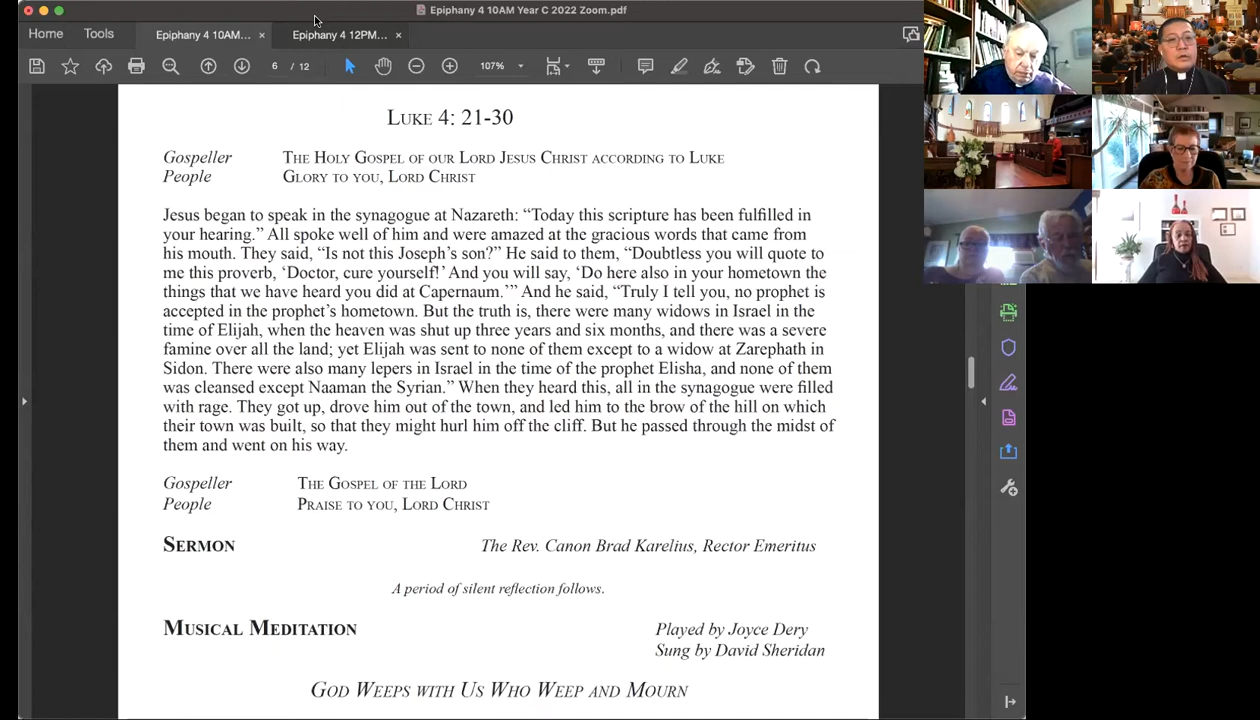 Epiphany 4 10AM Year C 2022 Zoom.pdf
Home Tools Epiphany 4 10AM... × Epiphany 4 12PM... ×
6 / 12 107%
Luke 4: 21-30
Gospeller The Holy Gospel of our Lord Jesus Christ according to Luke
People Glory to you, Lord Christ
Jesus began to speak in the synagogue at Nazareth: “Today this scripture has been fulfilled in
your hearing.” All spoke well of him and were amazed at the gracious words that came from
his mouth. They said, “Is not this Joseph’s son?” He said to them, “Doubtless you will quote to
me this proverb, ‘Doctor, cure yourself!’ And you will say, ‘Do here also in your hometown the
things that we have heard you did at Capernaum.’” And he said, “Truly I tell you, no prophet is
accepted in the prophet’s hometown. But the truth is, there were many widows in Israel in the
time of Elijah, when the heaven was shut up three years and six months, and there was a severe
famine over all the land; yet Elijah was sent to none of them except to a widow at Zarephath in
Sidon. There were also many lepers in Israel in the time of the prophet Elisha, and none of them
was cleansed except Naaman the Syrian.” When they heard this, all in the synagogue were filled
with rage. They got up, drove him out of the town, and led him to the brow of the hill on which
their town was built, so that they might hurl him off the cliff. But he passed through the midst of
them and went on his way.
Gospeller The Gospel of the Lord
People Praise to you, Lord Christ
Sermon The Rev. Canon Brad Karelius, Rector Emeritus
A period of silent reflection follows.
Musical Meditation Played by Joyce Dery
Sung by David Sheridan
God Weeps with Us Who Weep and Mourn